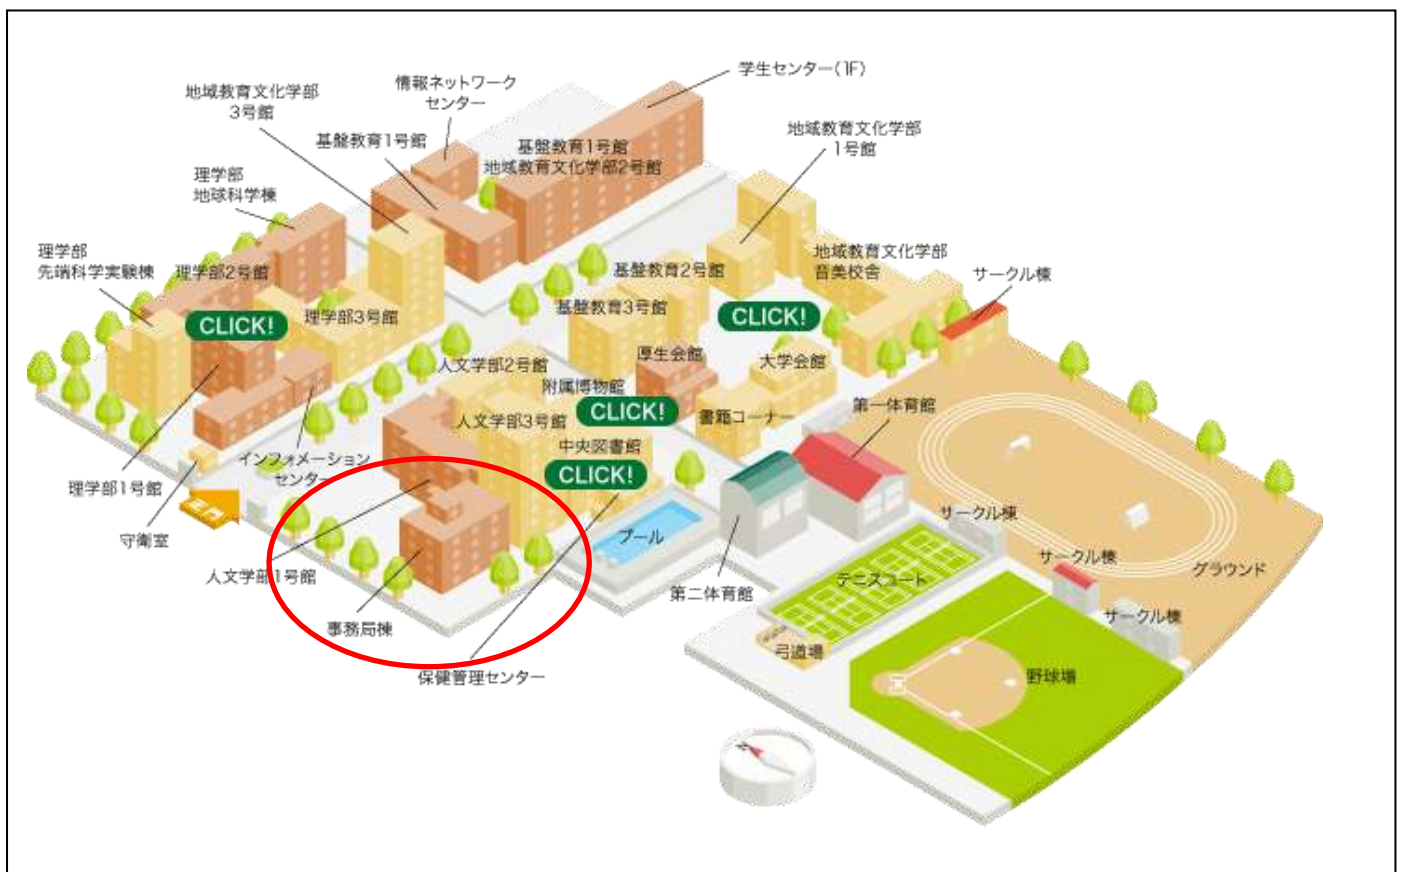 学生センター(1F)
情報ネットワーク
センター
地域教育文化学部
3号館
基盤教育1号館
地域教育文化学部
1号館
基盤教育1号館
地域教育文化学部2号館
理学部
地球科学棟
理学部
先端科学実験棟
理学部2号館
基盤教育2号館
地域教育文化学部
音美校舎
サークル棟
基盤教育3号館
理学部3号館
CLICK!
CLICK!
厚生会館
大学会館
人文学部2号館
附属博物館
CLICK!
書籍コーナー
第一体育館
人文学部3号館
中央図書館
CLICK!
インフォメーション
センター
理学部1号館
正門
守衛室
プール
サークル棟
サークル棟
グラウンド
人文学部1号館
テニスコート
第二体育館
サークル棟
事務局棟
弓道場
保健管理センター
野球場
N